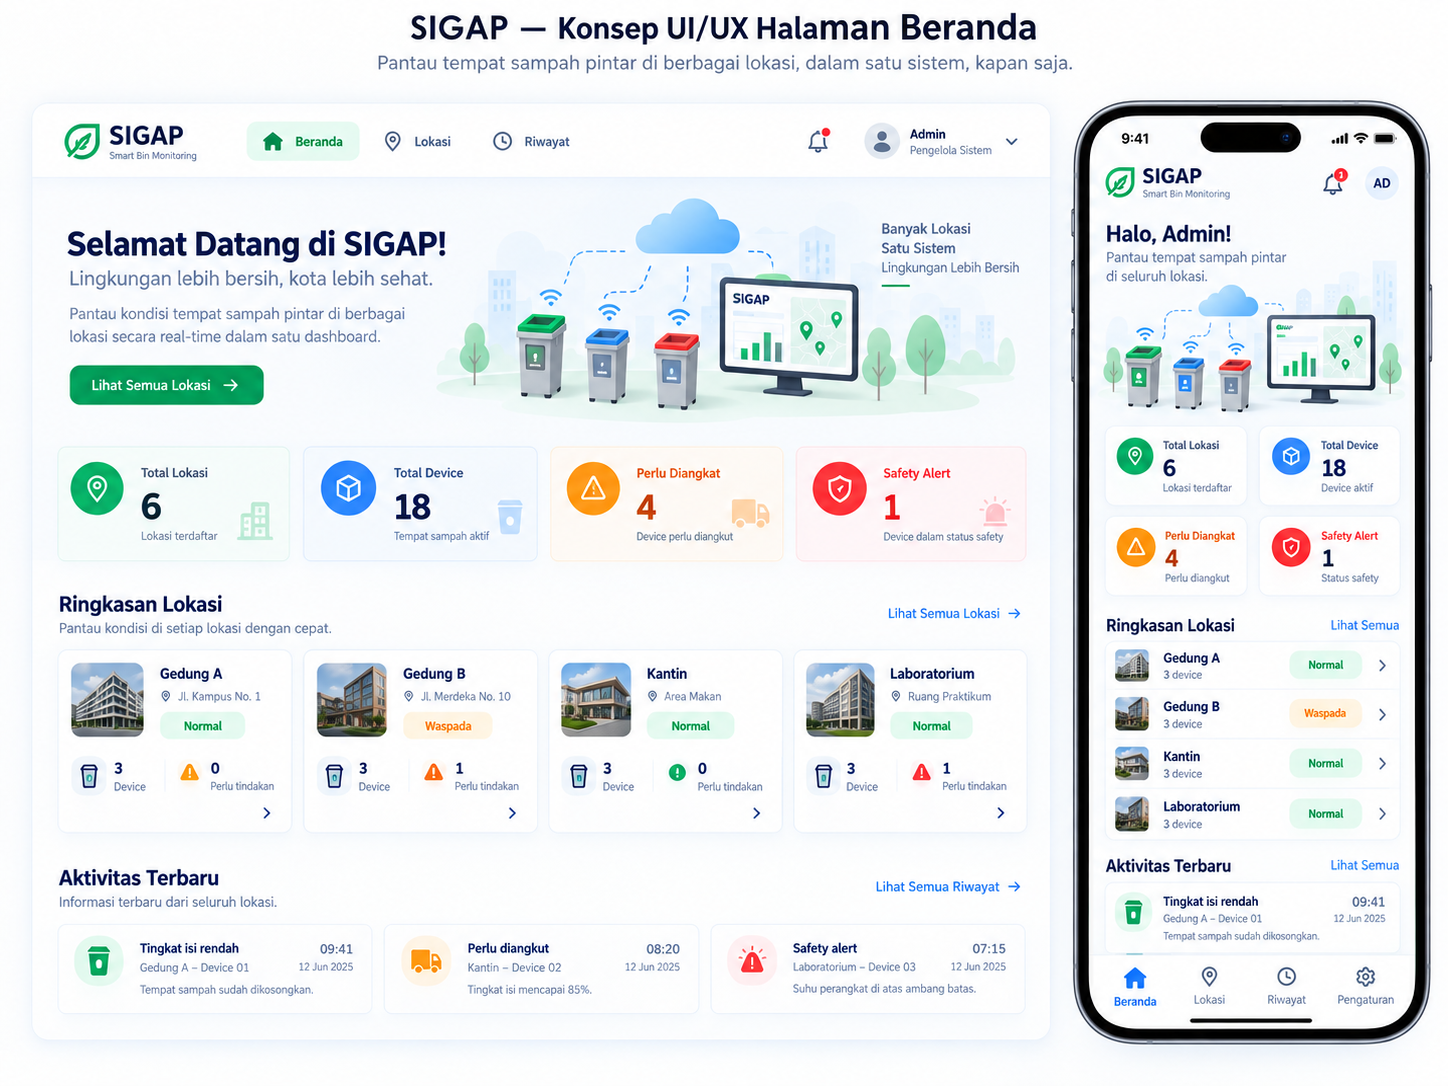 SIGAP — Konsep UI/UX Halaman Beranda
Pantau tempat sampah pintar di berbagai lokasi, dalam satu sistem, kapan saja.
SIGAP
Smart Bin Monitoring
Beranda
Lokasi
Riwayat
Admin
Pengelola Sistem
Selamat Datang di SIGAP!
Lingkungan lebih bersih, kota lebih sehat.
Pantau kondisi tempat sampah pintar di berbagai
lokasi secara real-time dalam satu dashboard.
Lihat Semua Lokasi
SIGAP
Banyak Lokasi
Satu Sistem
Lingkungan Lebih Bersih
Total Lokasi
6
Lokasi terdaftar
Total Device
18
Tempat sampah aktif
Perlu Diangkat
4
Device perlu diangkut
Safety Alert
1
Device dalam status safety
Ringkasan Lokasi
Pantau kondisi di setiap lokasi dengan cepat.
Lihat Semua Lokasi
Gedung A
Jl. Kampus No. 1
Normal
3
Device
0
Perlu tindakan
Gedung B
Jl. Merdeka No. 10
Waspada
3
Device
1
Perlu tindakan
Kantin
Area Makan
Normal
3
Device
0
Perlu tindakan
Laboratorium
Ruang Praktikum
Normal
3
Device
1
Perlu tindakan
Aktivitas Terbaru
Informasi terbaru dari seluruh lokasi.
Lihat Semua Riwayat
Tingkat isi rendah
09:41
Gedung A – Device 01
12 Jun 2025
Tempat sampah sudah dikosongkan.
Perlu diangkut
08:20
Kantin – Device 02
12 Jun 2025
Tingkat isi mencapai 85%.
Safety alert
07:15
Laboratorium – Device 03
12 Jun 2025
Suhu perangkat di atas ambang batas.
9:41
SIGAP
Smart Bin Monitoring
1
AD
Halo, Admin!
Pantau tempat sampah pintar
di seluruh lokasi.
Total Lokasi
6
Lokasi terdaftar
Total Device
18
Device aktif
Perlu Diangkat
4
Perlu diangkut
Safety Alert
1
Status safety
Ringkasan Lokasi
Lihat Semua
Gedung A
3 device
Normal
Gedung B
3 device
Waspada
Kantin
3 device
Normal
Laboratorium
3 device
Normal
Aktivitas Terbaru
Lihat Semua
Tingkat isi rendah
09:41
Gedung A – Device 01
12 Jun 2025
Tempat sampah sudah dikosongkan.
Beranda
Lokasi
Riwayat
Pengaturan